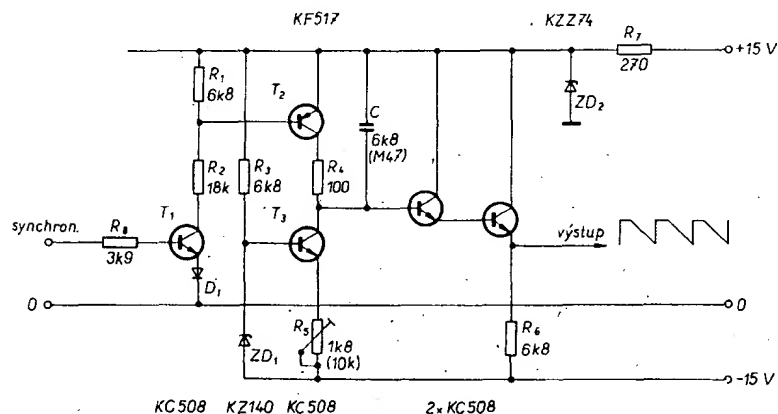 KF517 KZZ74
R7
+15 V
270
R1
6k8
T2
C
6k8
(M47)
ZD2
R2
18k
R3
6k8
R4
100
T1
T3
synchron.
R8
3k9
výstup
D1
0
0
R5
1k8
(10k)
R6
6k8
ZD1
-15 V
KC508 KZ140 KC508 2x KC508